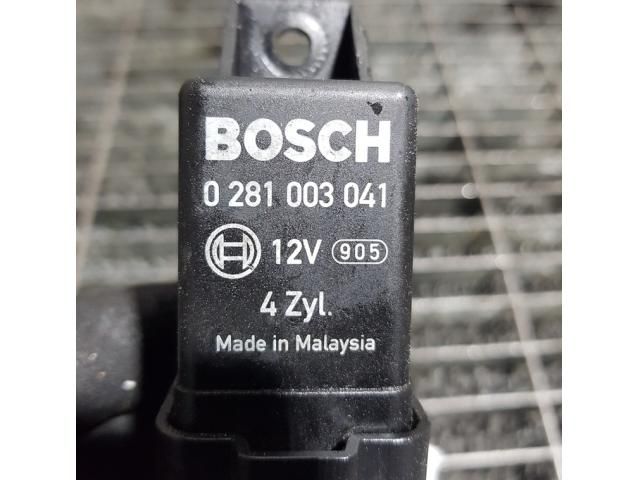 BOSCH
0 281 003 041
12V 905
4 Zyl.
Made in Malaysia